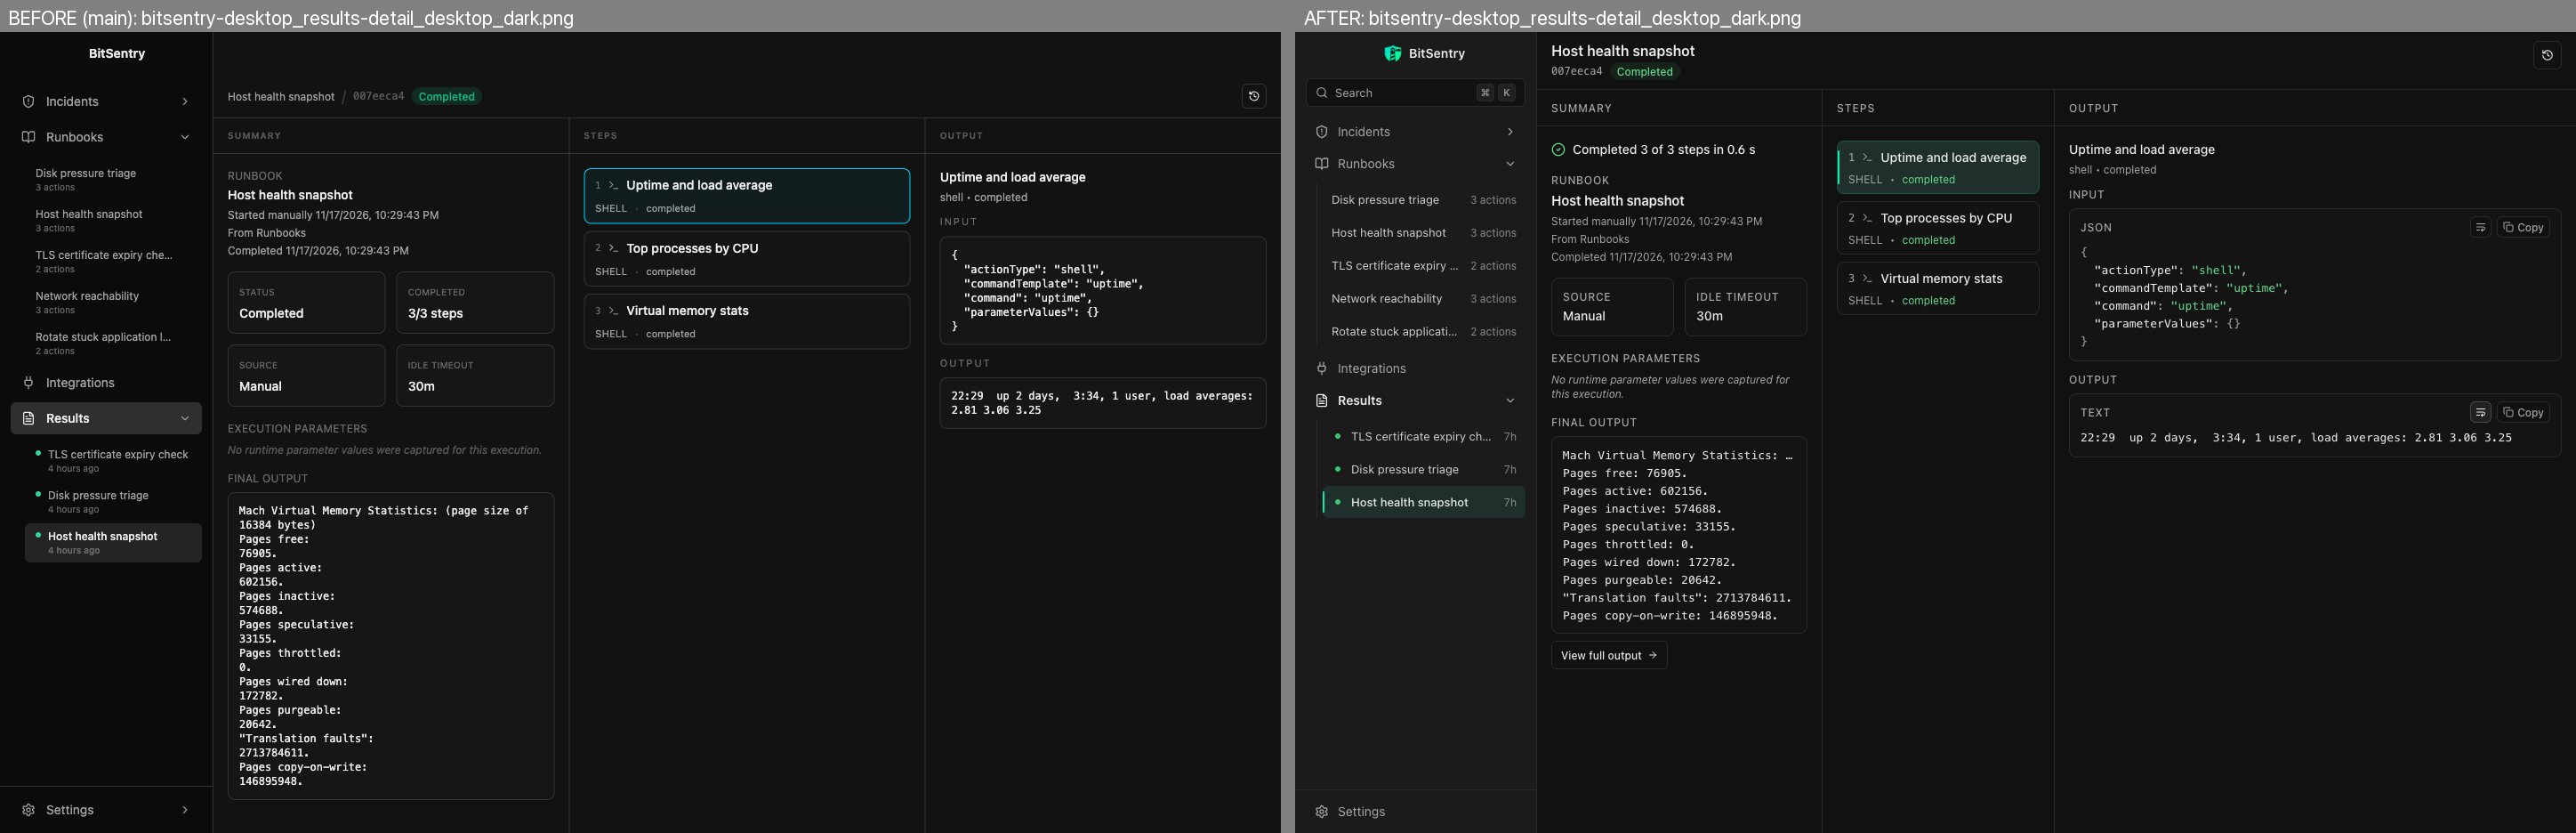 BEFORE (main): bitsentry-desktop_results-detail_desktop_dark.png
BitSentry
Incidents
Runbooks
Disk pressure triage
3 actions
Host health snapshot
3 actions
TLS certificate expiry che...
2 actions
Network reachability
3 actions
Rotate stuck application l...
2 actions
Integrations
Results
TLS certificate expiry check
4 hours ago
Disk pressure triage
4 hours ago
Host health snapshot
4 hours ago
Settings
Host health snapshot / 007eeca4 Completed
SUMMARY
RUNBOOK
Host health snapshot
Started manually 11/17/2026, 10:29:43 PM
From Runbooks
Completed 11/17/2026, 10:29:43 PM
STATUS
Completed
COMPLETED
3/3 steps
SOURCE
Manual
IDLE TIMEOUT
30m
EXECUTION PARAMETERS
No runtime parameter values were captured for this execution.
FINAL OUTPUT
Mach Virtual Memory Statistics: (page size of
16384 bytes)
Pages free:
76905.
Pages active:
602156.
Pages inactive:
574688.
Pages speculative:
33155.
Pages throttled:
0.
Pages wired down:
172782.
Pages purgeable:
20642.
"Translation faults":
2713784611.
Pages copy-on-write:
146895948.
STEPS
1 >_ Uptime and load average
SHELL • completed
2 >_ Top processes by CPU
SHELL • completed
3 >_ Virtual memory stats
SHELL • completed
OUTPUT
Uptime and load average
shell • completed
INPUT
{
"actionType": "shell",
"commandTemplate": "uptime",
"command": "uptime",
"parameterValues": {}
}
OUTPUT
22:29 up 2 days, 3:34, 1 user, load averages:
2.81 3.06 3.25
AFTER: bitsentry-desktop_results-detail_desktop_dark.png
BitSentry
Search ⌘ K
Incidents
Runbooks
Disk pressure triage 3 actions
Host health snapshot 3 actions
TLS certificate expiry ... 2 actions
Network reachability 3 actions
Rotate stuck applicati... 2 actions
Integrations
Results
TLS certificate expiry ch... 7h
Disk pressure triage 7h
Host health snapshot 7h
Settings
Host health snapshot
007eeca4 Completed
SUMMARY
Completed 3 of 3 steps in 0.6 s
RUNBOOK
Host health snapshot
Started manually 11/17/2026, 10:29:43 PM
From Runbooks
Completed 11/17/2026, 10:29:43 PM
SOURCE
Manual
IDLE TIMEOUT
30m
EXECUTION PARAMETERS
No runtime parameter values were captured for
this execution.
FINAL OUTPUT
Mach Virtual Memory Statistics: …
Pages free: 76905.
Pages active: 602156.
Pages inactive: 574688.
Pages speculative: 33155.
Pages throttled: 0.
Pages wired down: 172782.
Pages purgeable: 20642.
"Translation faults": 2713784611.
Pages copy-on-write: 146895948.
View full output →
STEPS
1 >_ Uptime and load average
SHELL • completed
2 >_ Top processes by CPU
SHELL • completed
3 >_ Virtual memory stats
SHELL • completed
OUTPUT
Uptime and load average
shell • completed
INPUT
JSON Copy
{
"actionType": "shell",
"commandTemplate": "uptime",
"command": "uptime",
"parameterValues": {}
}
OUTPUT
TEXT Copy
22:29 up 2 days, 3:34, 1 user, load averages: 2.81 3.06 3.25